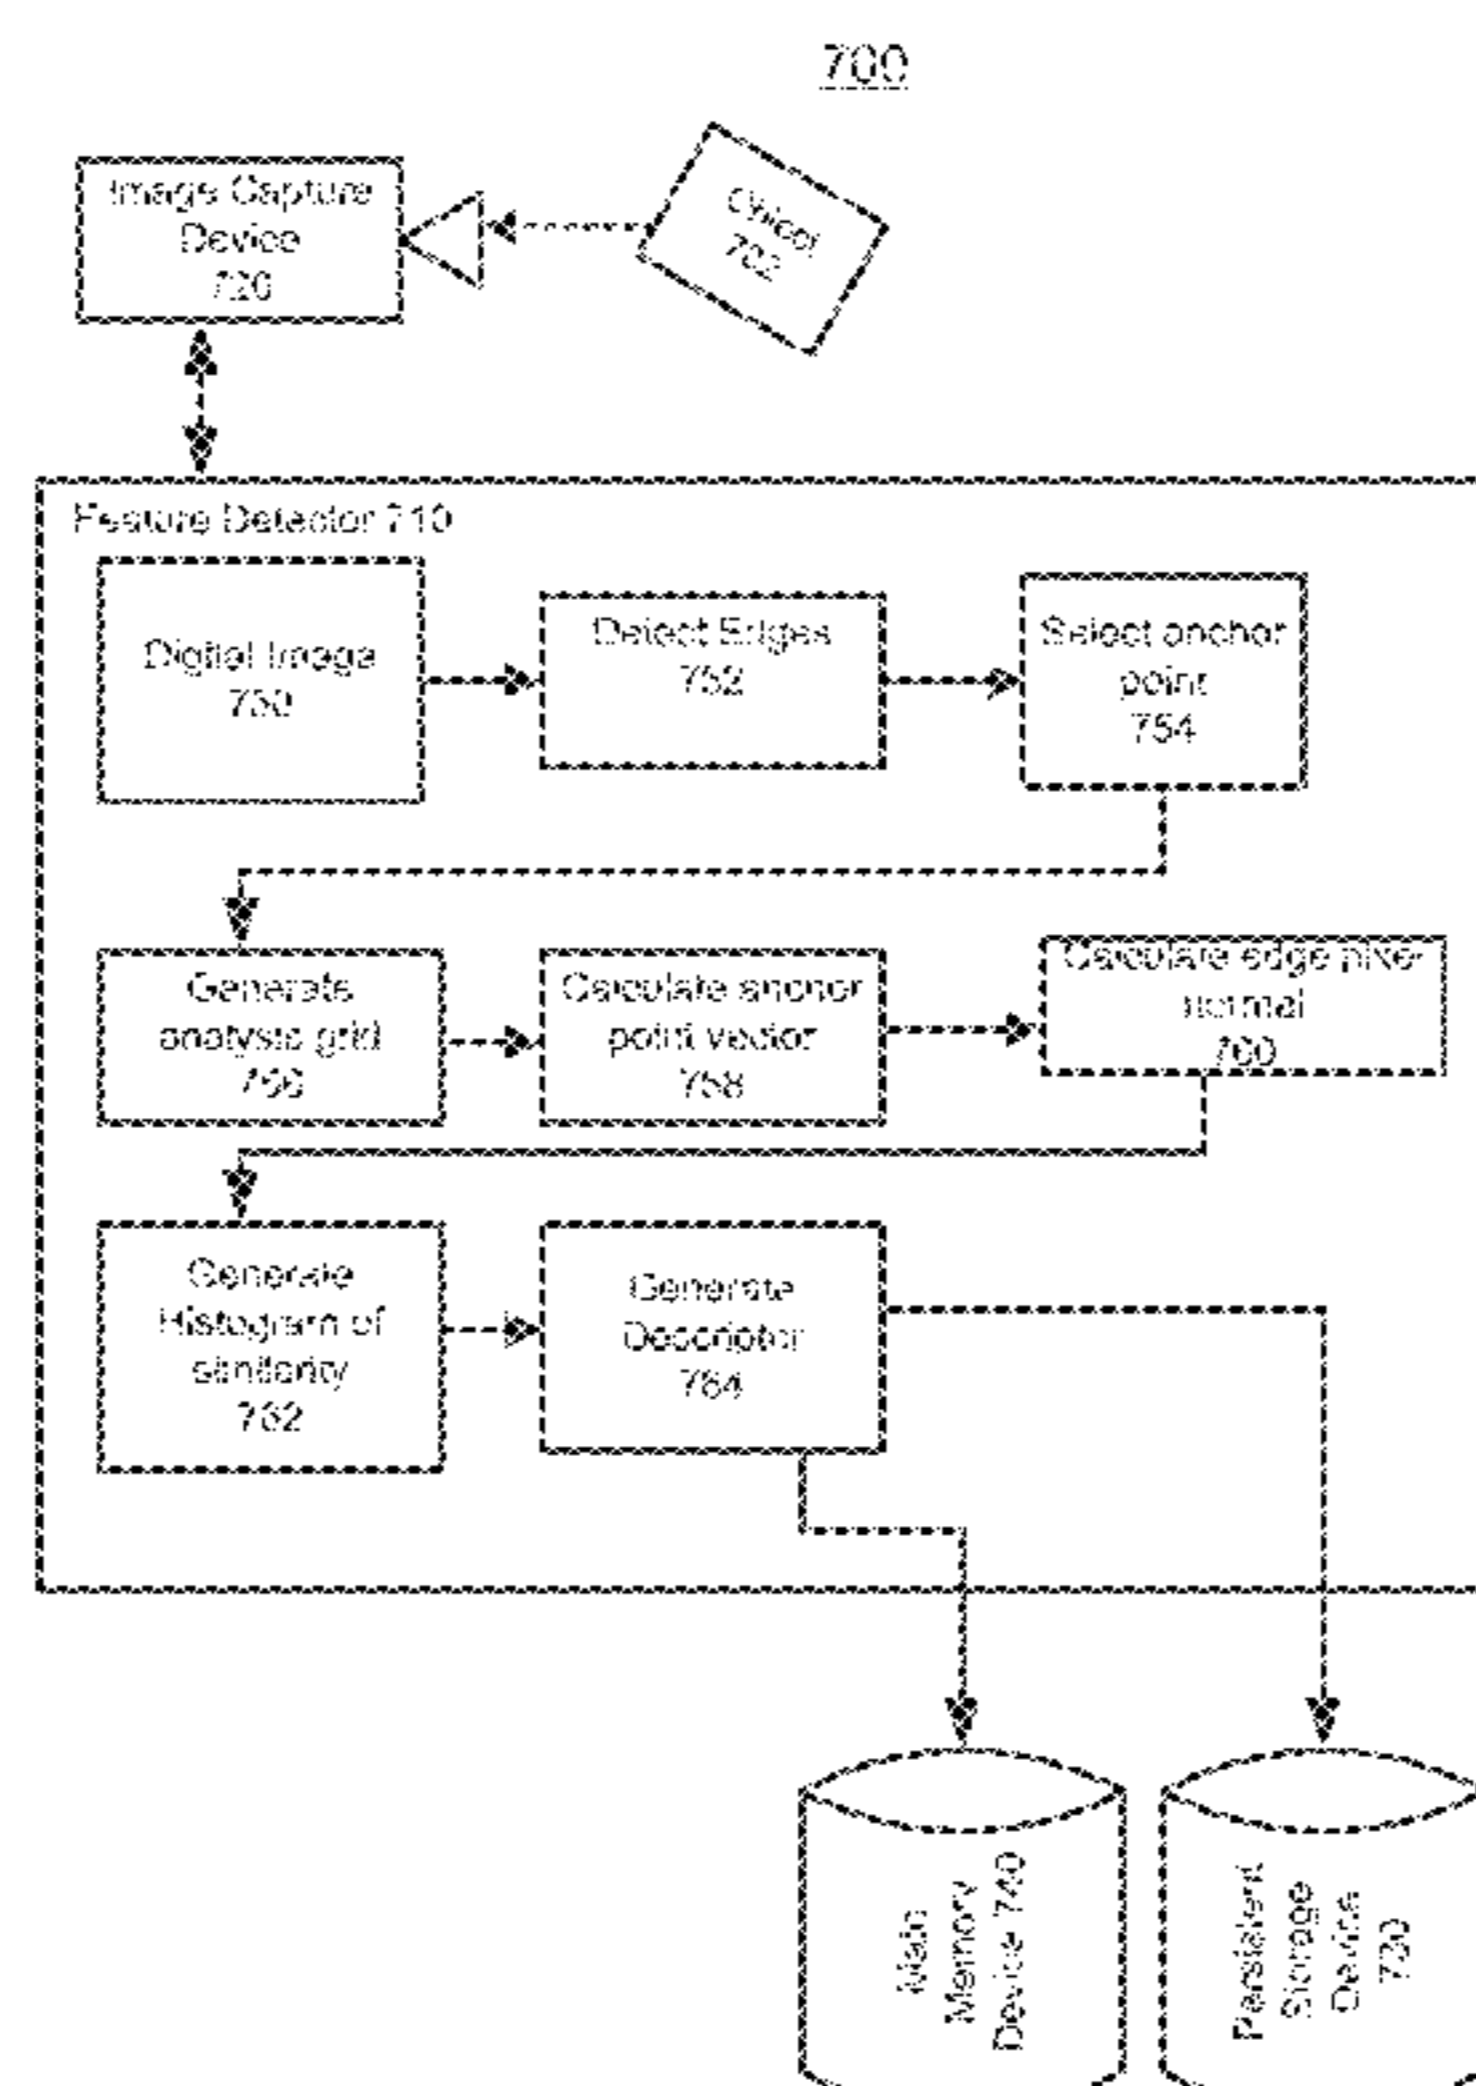 700
Image Capture
Device
720
Object
702
Feature Detector 710
Digital Image
750
Detect Edges
752
Select anchor
point
754
Generate
analysis grid
756
Calculate anchor
point vector
758
Calculate edge pixel
normal
760
Generate
Histogram of
similarity
762
Generate
Descriptor
764
Main
Memory
Device 740
Persistent
Storage
Device
730